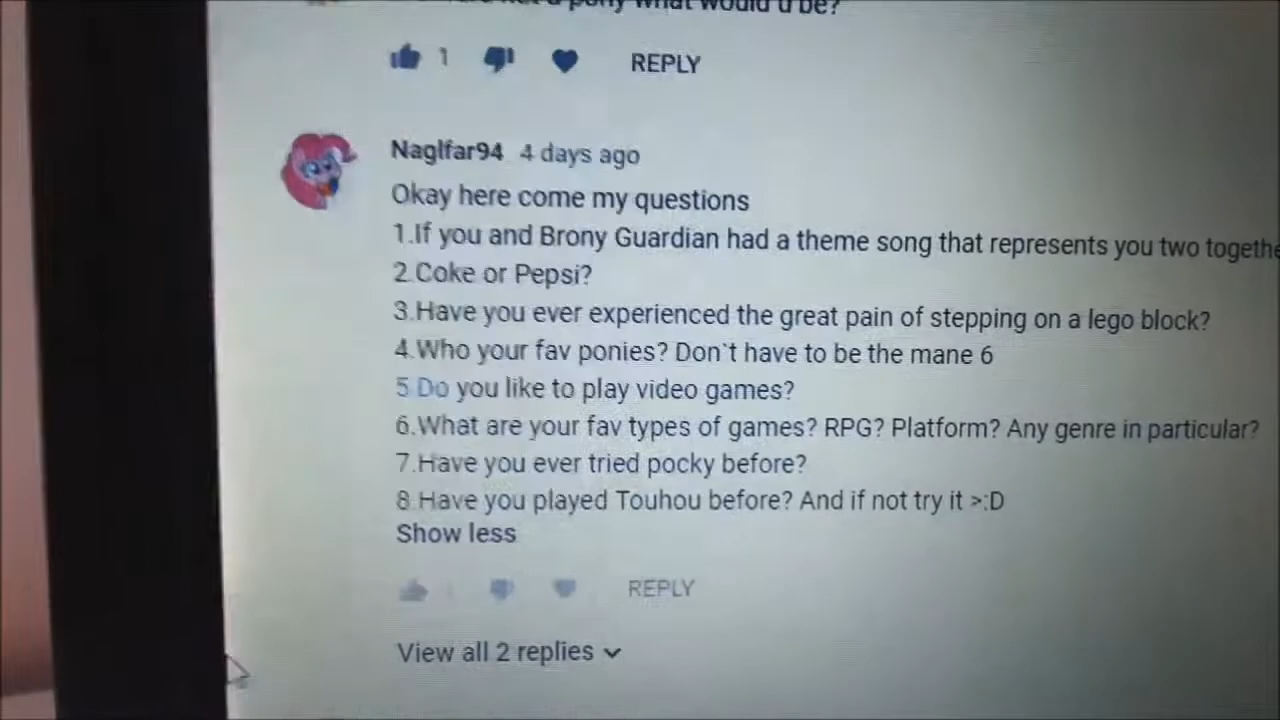 a pony what would u be?
1 REPLY
Naglfar94 4 days ago
Okay here come my questions
1.If you and Brony Guardian had a theme song that represents you two
2.Coke or Pepsi?
3.Have you ever experienced the great pain of stepping on a lego block?
4.Who your fav ponies? Don`t have to be the mane 6
5.Do you like to play video games?
6.What are your fav types of games? RPG? Platform? Any genre in particular?
7.Have you ever tried pocky before?
8.Have you played Touhou before? And if not try it >:D
Show less
1 REPLY
View all 2 replies